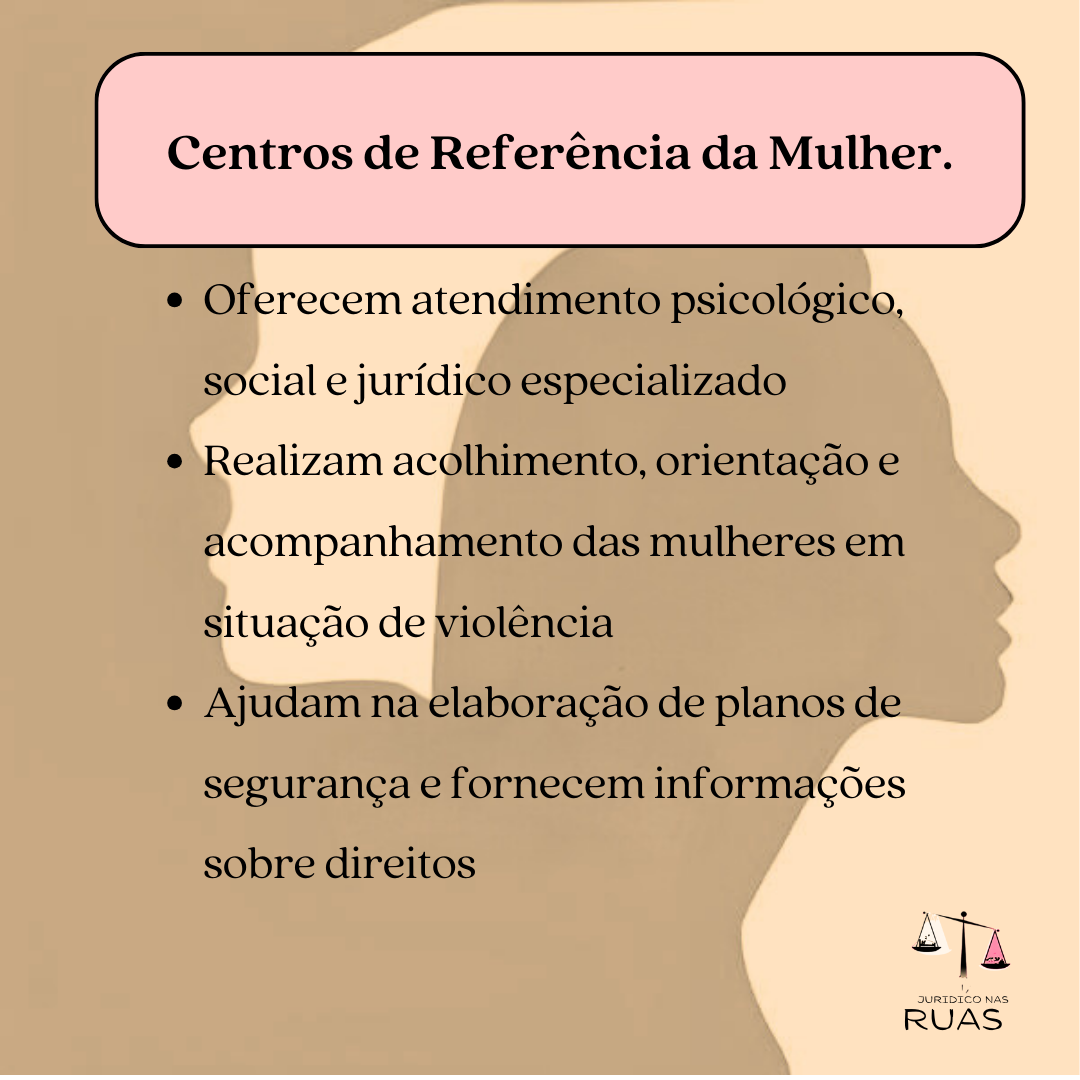 Centros de Referência da Mulher.
• Oferecem atendimento psicológico,
social e jurídico especializado
• Realizam acolhimento, orientação e
acompanhamento das mulheres em
situação de violência
• Ajudam na elaboração de planos de
segurança e fornecem informações
sobre direitos
JURIDÍCO NAS
RUAS